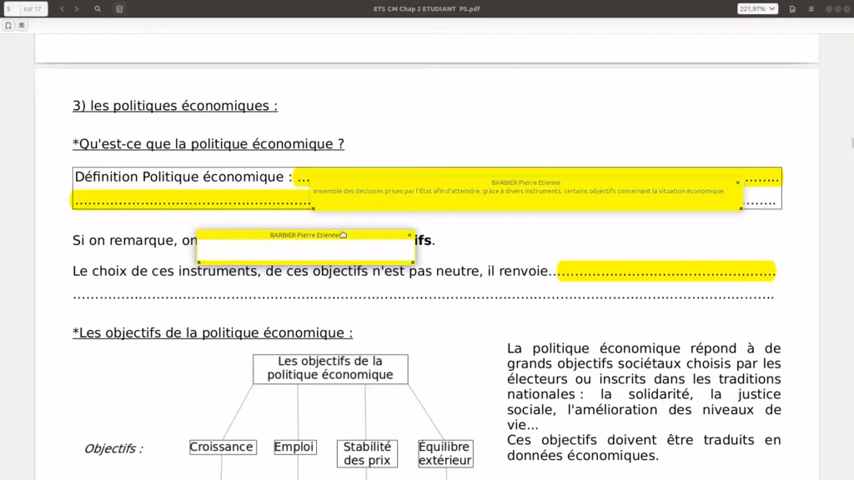 5 sur 17
ETS CM Chap 2 ETUDIANT PS.pdf
221,97%
3) les politiques économiques :
*Qu'est-ce que la politique économique ?
Définition Politique économique : ...
BARBIER Pierre Etienne
ensemble des décisions prises par l'État afin d'atteindre, grâce à divers instruments, certains objectifs concernant la situation économique.
Si on remarque, on
BARBIER Pierre Etienne
ifs.
Le choix de ces instruments, de ces objectifs n'est pas neutre, il renvoie...
*Les objectifs de la politique économique :
Les objectifs de la
politique économique
Objectifs :
Croissance
Emploi
Stabilité
des prix
Équilibre
extérieur
La politique économique répond à de
grands objectifs sociétaux choisis par les
électeurs ou inscrits dans les traditions
nationales : la solidarité, la justice
sociale, l'amélioration des niveaux de
vie...
Ces objectifs doivent être traduits en
données économiques.